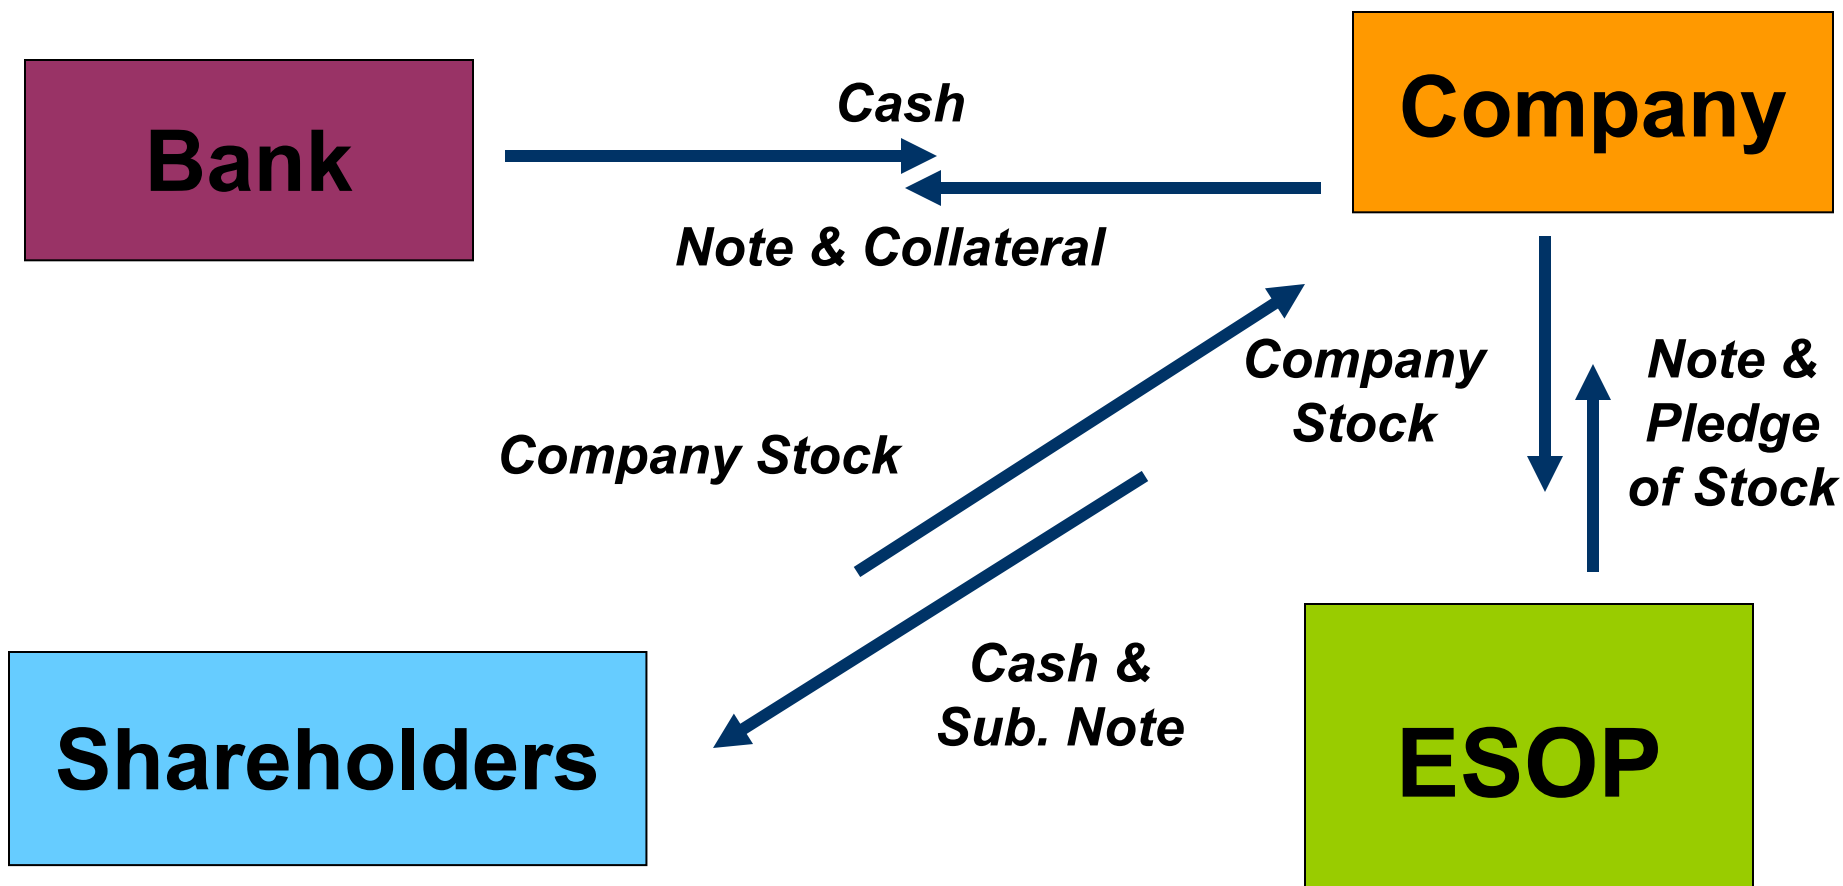 Bank
Cash
Company
Note & Collateral
Company
Stock
Note &
Pledge
of Stock
Company Stock
Cash &
Sub. Note
Shareholders
ESOP